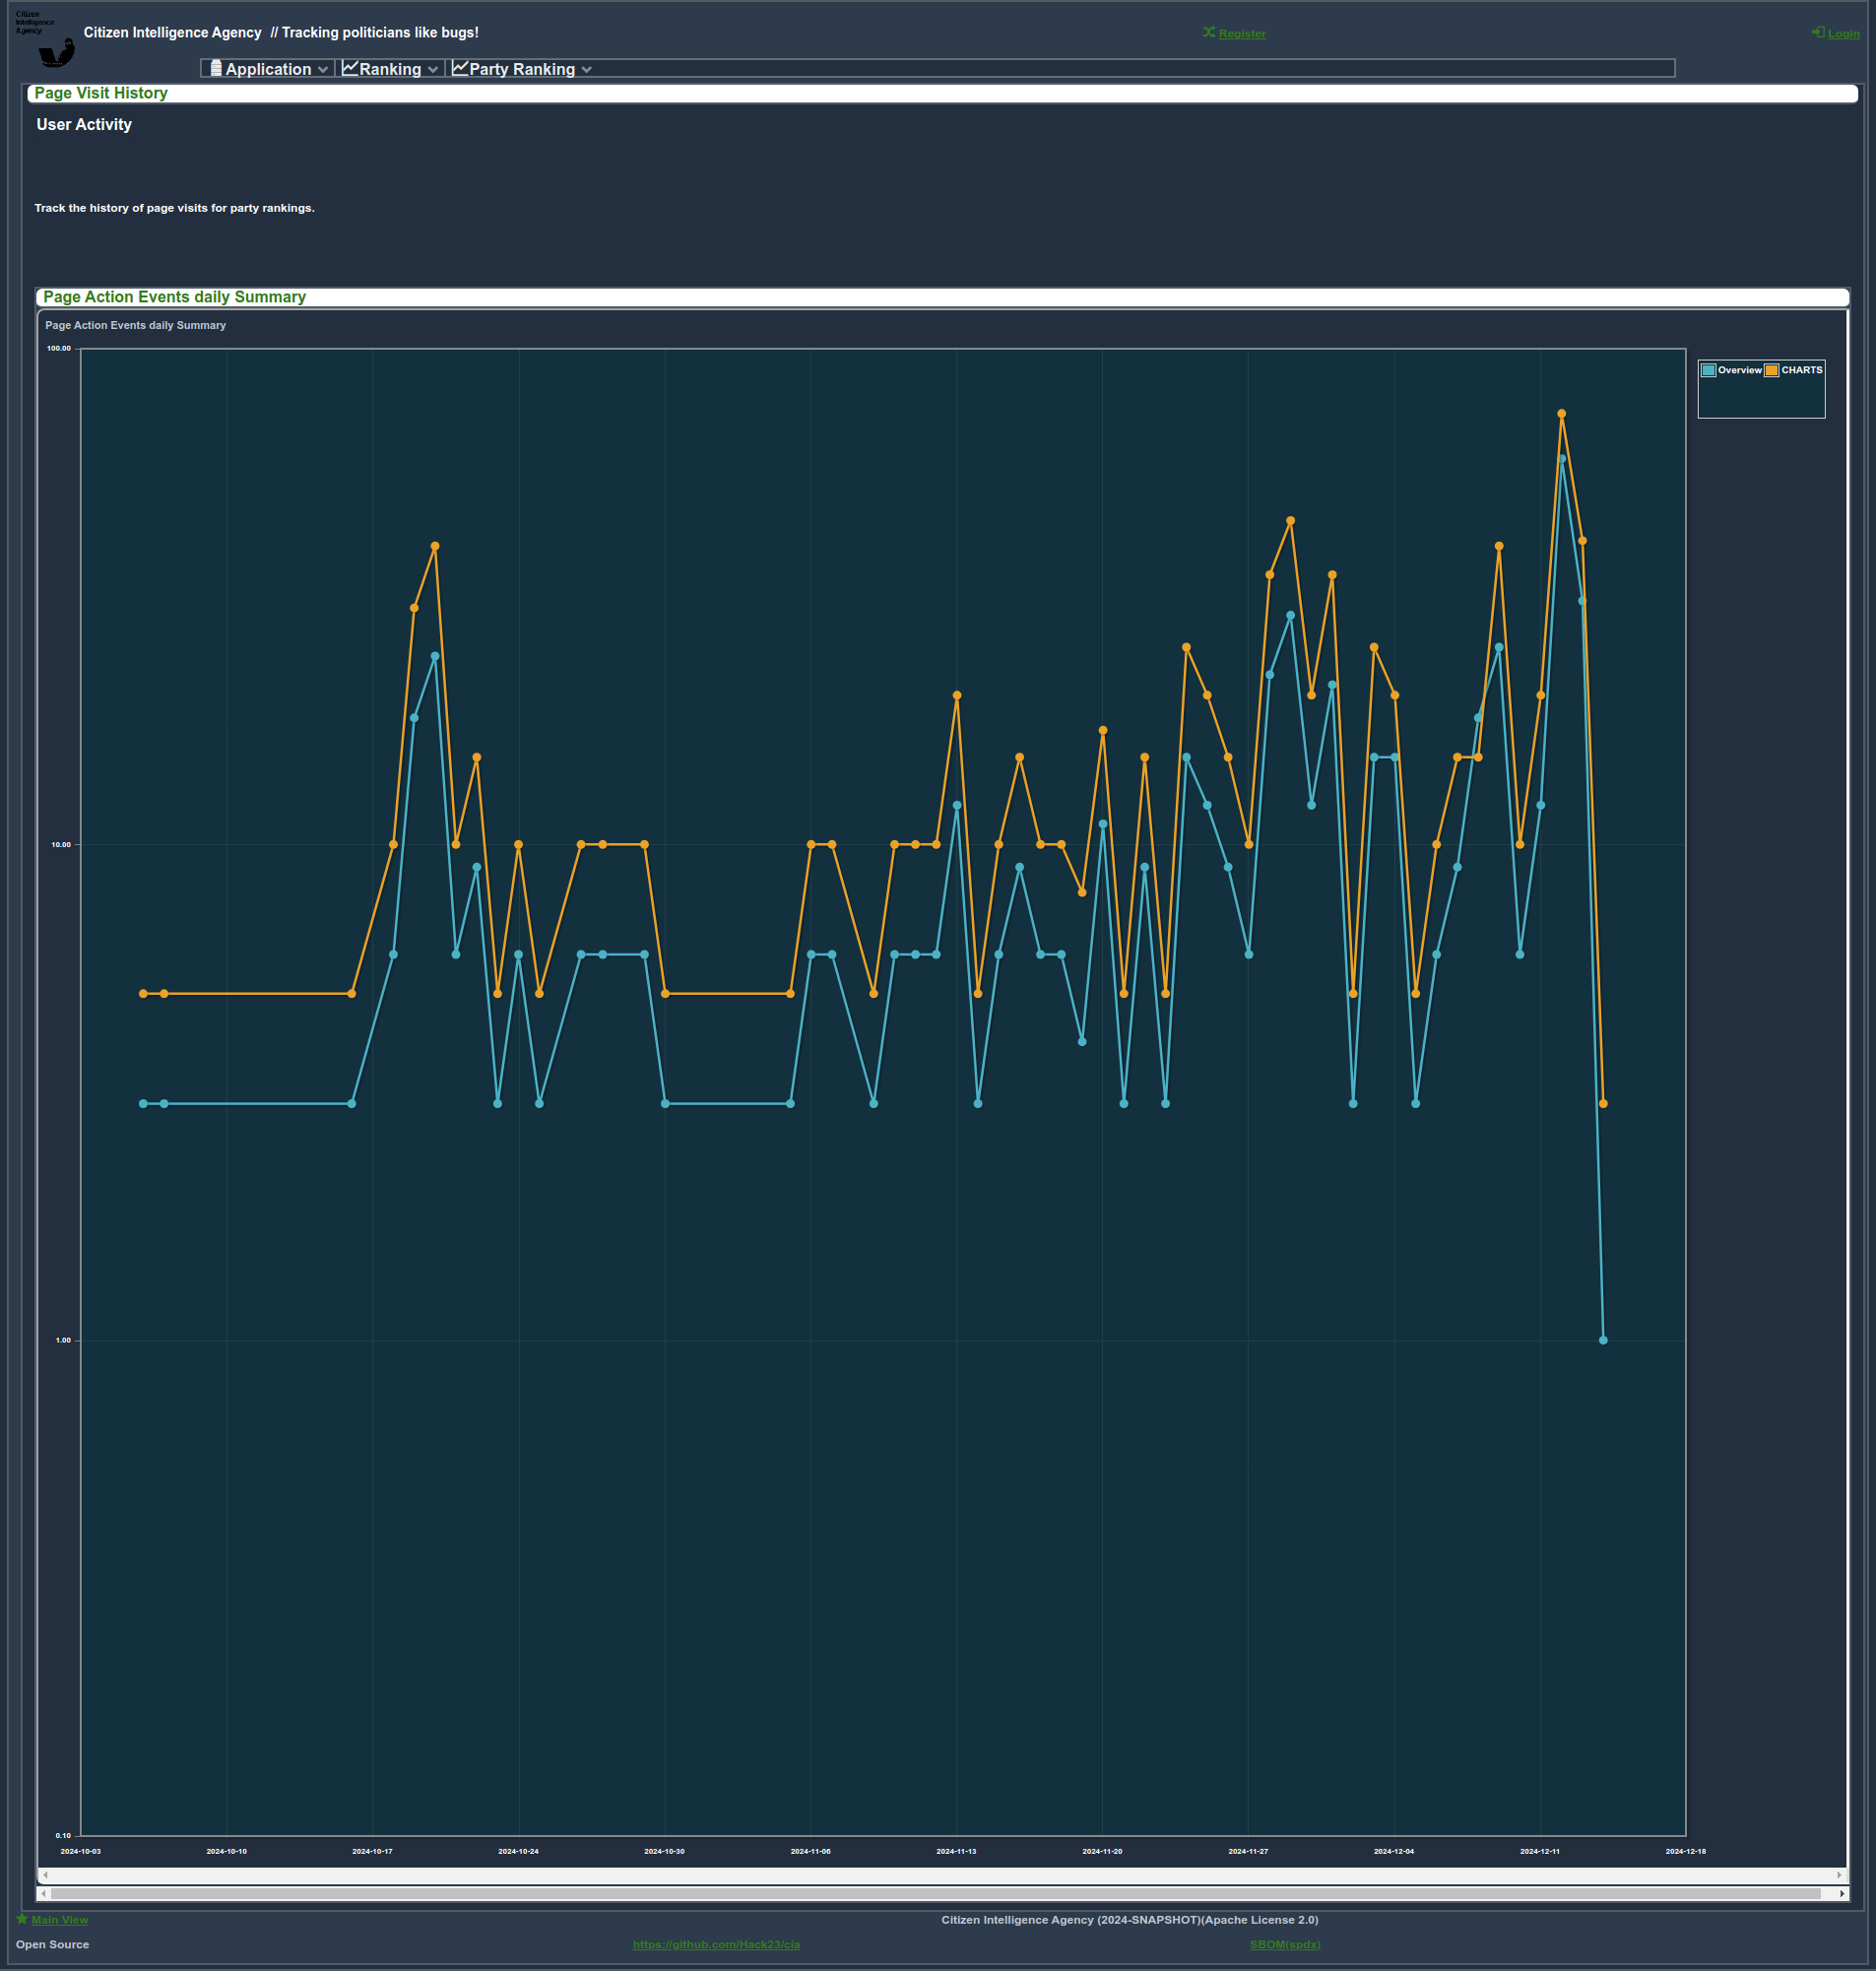 Citizen
Intelligence
Agency
Citizen Intelligence Agency // Tracking politicians like bugs!
Register
Login
Application
Ranking
Party Ranking
Page Visit History
User Activity
Track the history of page visits for party rankings.
Page Action Events daily Summary
Page Action Events daily Summary
100.00
Overview CHARTS
10.00
1.00
0.10
2024-10-03 2024-10-10 2024-10-17 2024-10-24 2024-10-30 2024-11-06 2024-11-13 2024-11-20 2024-11-27 2024-12-04 2024-12-11 2024-12-18
Main View
Citizen Intelligence Agency (2024-SNAPSHOT)(Apache License 2.0)
Open Source
https://github.com/Hack23/cia
SBOM(spdx)